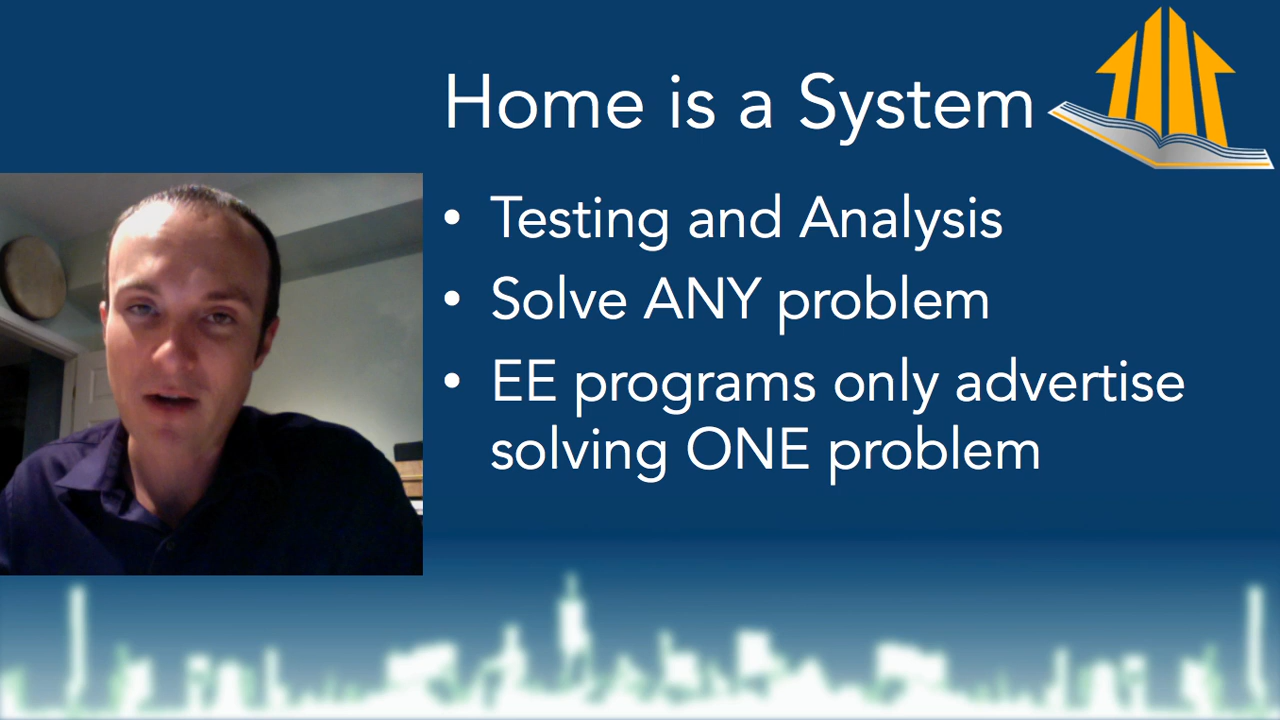 Home is a System
• Testing and Analysis
• Solve ANY problem
• EE programs only advertise
solving ONE problem